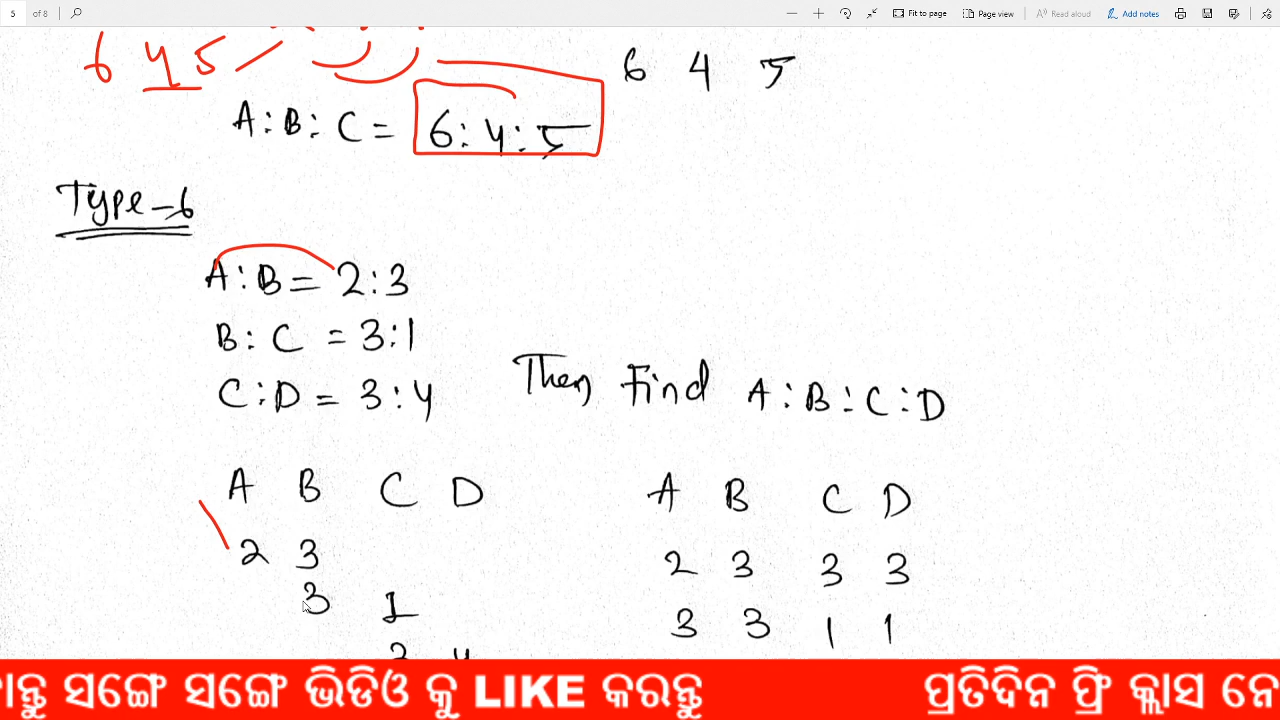 5 of 8 Fit to page Page view Read aloud Add notes
6 4 5
6 4 5
A:B:C = 6:4:5
Type-6
A:B = 2:3
B:C = 3:1
C:D = 3:4 Then Find A:B:C:D
A B C D
2 3
3 1
3 4
A B C D
2 3 3 3
3 3 1 1
ସଙ୍ଗେ ସଙ୍ଗେ ଭିଡିଓ କୁ LIKE କରନ୍ତୁ ପ୍ରତିଦିନ ଫ୍ରି କ୍ଲାସ